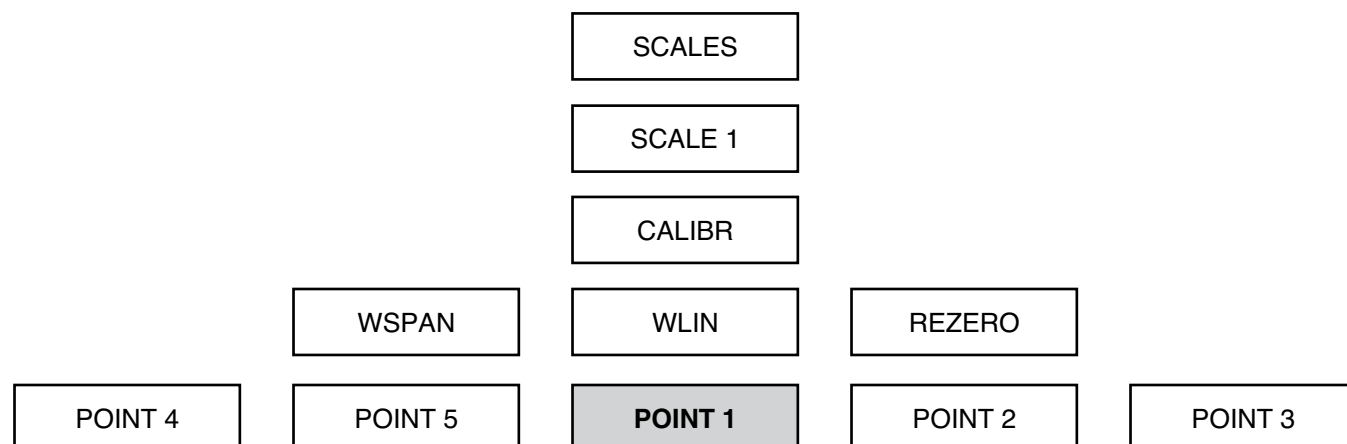 SCALES
SCALE 1
CALIBR
WSPAN WLIN REZERO
POINT 4 POINT 5 POINT 1 POINT 2 POINT 3